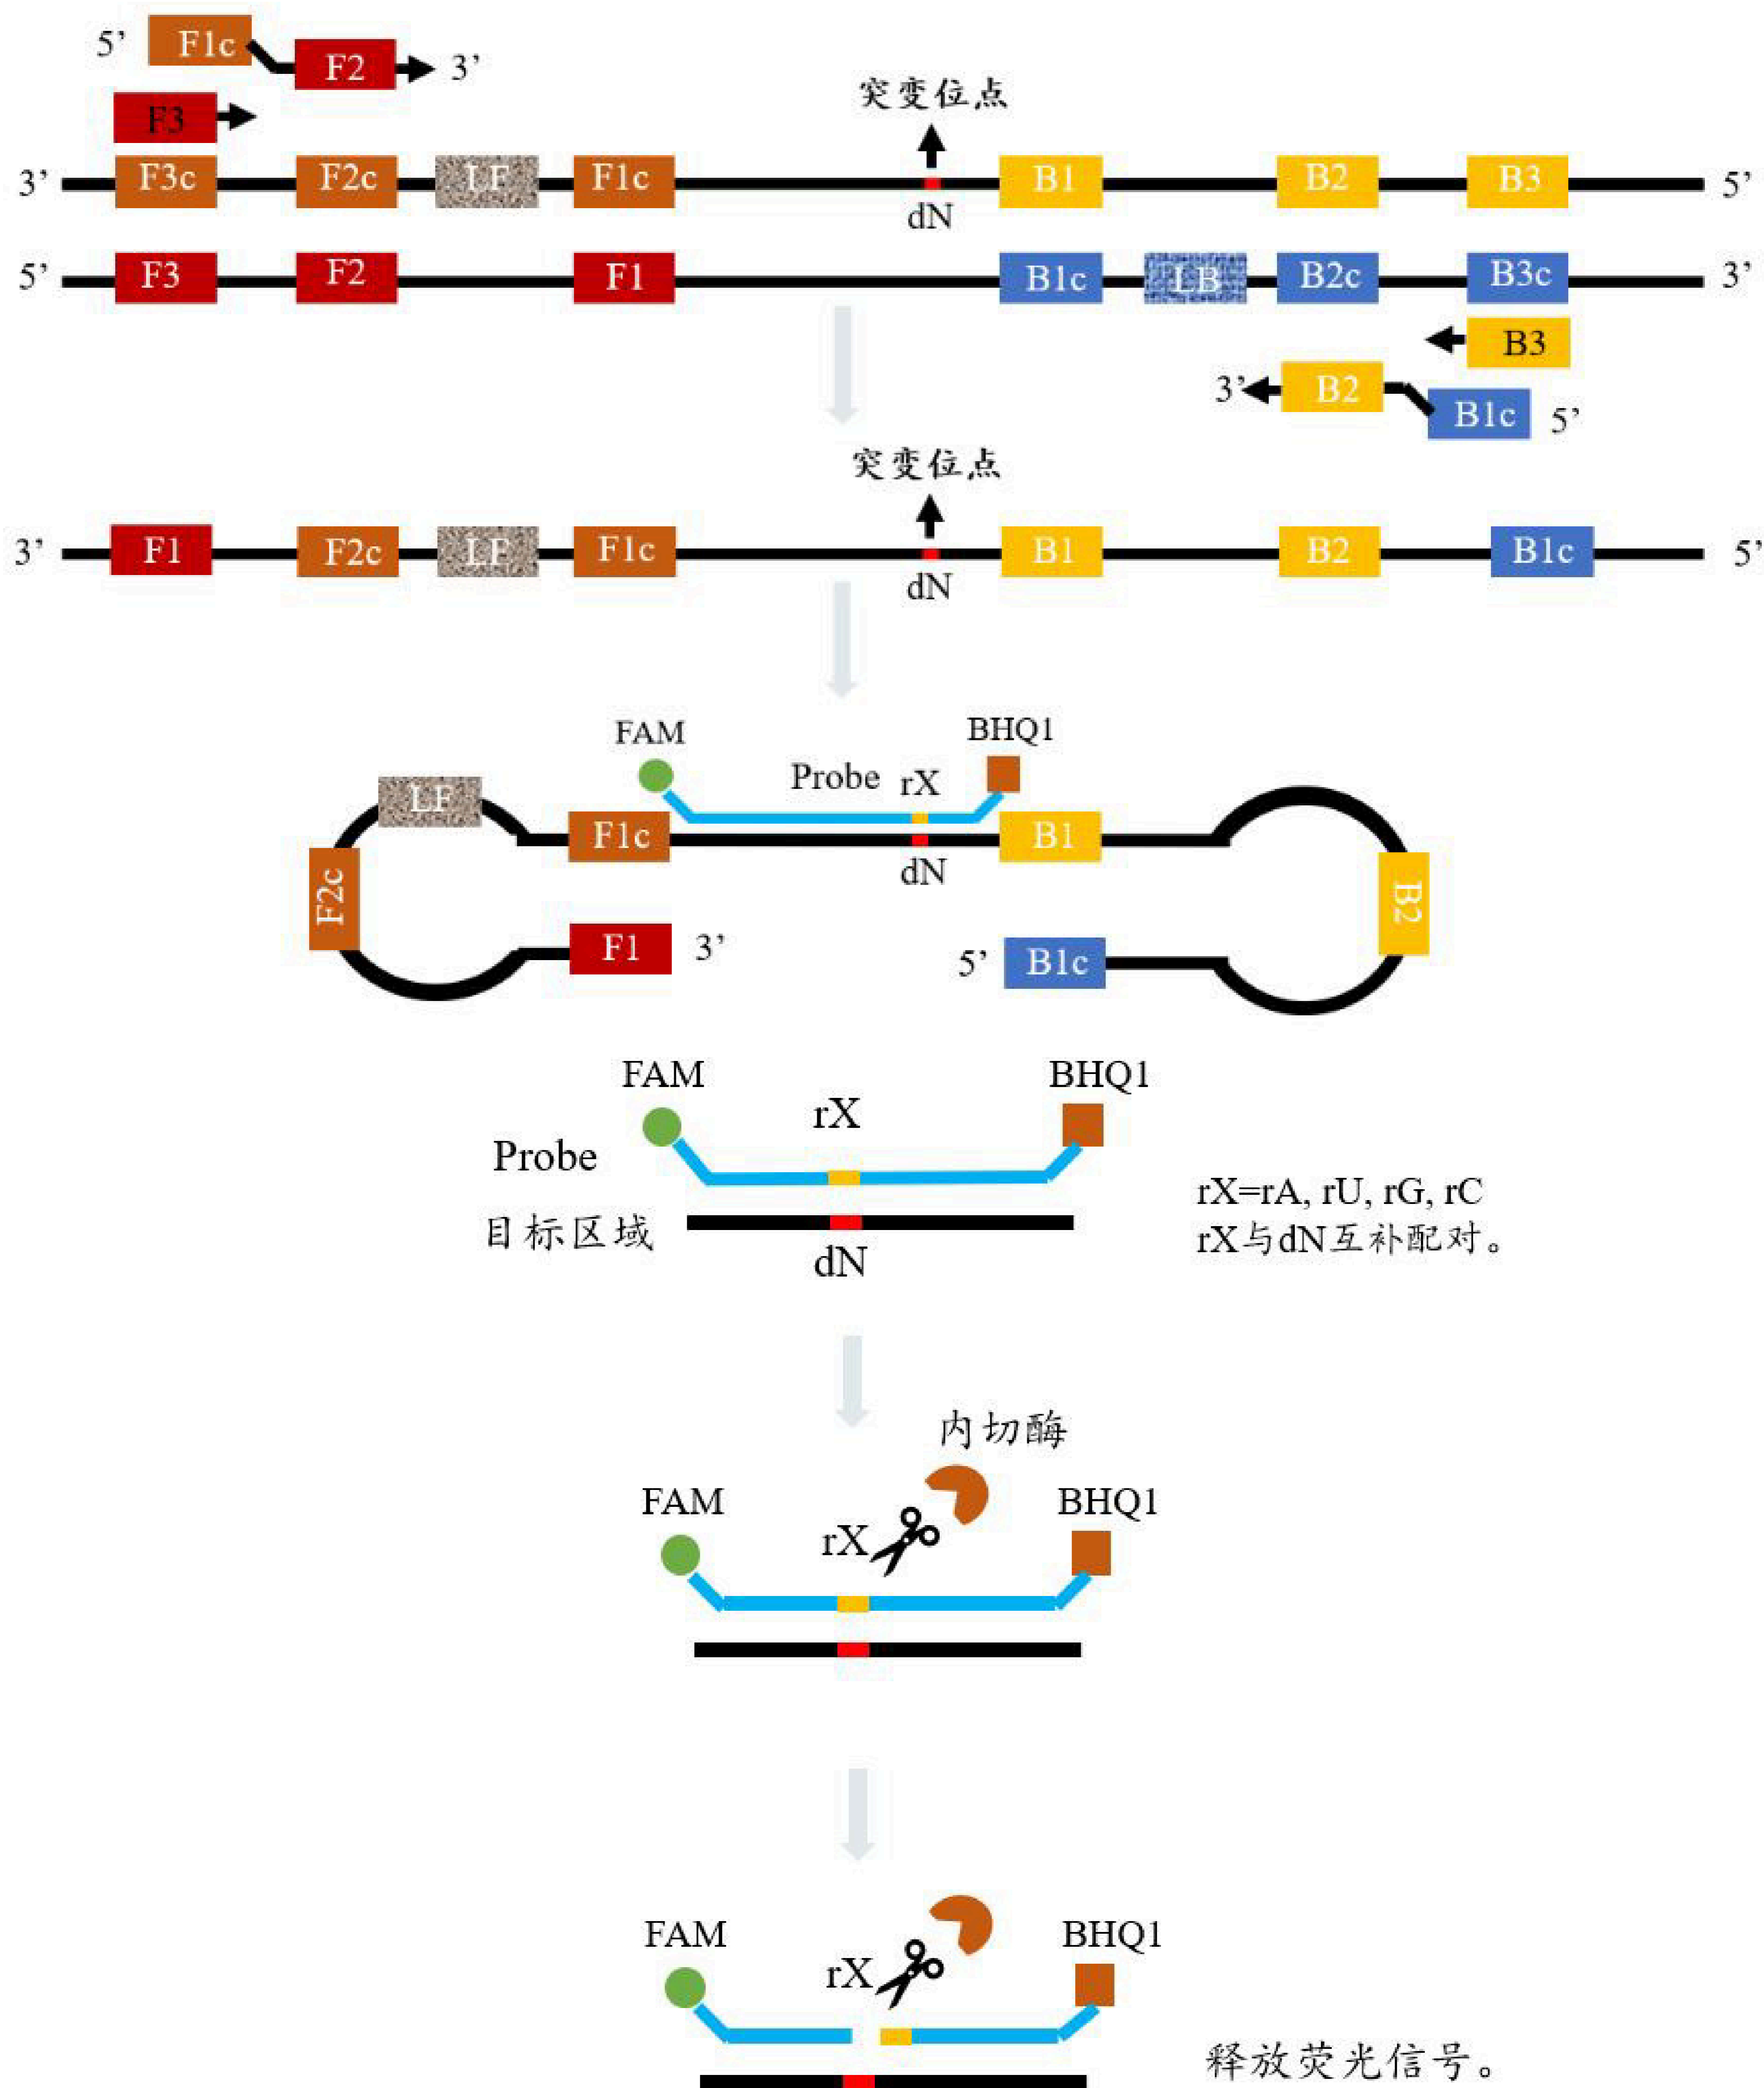 5’ F1c F2 3’
F3
突变位点
3’ F3c F2c LF F1c B1 B2 B3 5’
dN
5’ F3 F2 F1 B1c LB B2c B3c 3’
B3
3’ B2 B1c 5’
突变位点
3’ F1 F2c LF F1c B1 B2 B1c 5’
dN
FAM BHQ1
Probe rX
LF
F1c B1
dN
F2c B2
F1 3’ 5’ B1c
FAM BHQ1
rX
Probe
rX=rA, rU, rG, rC
目标区域
rX与dN互补配对。
dN
内切酶
FAM BHQ1
rX
FAM BHQ1
rX
释放荧光信号。